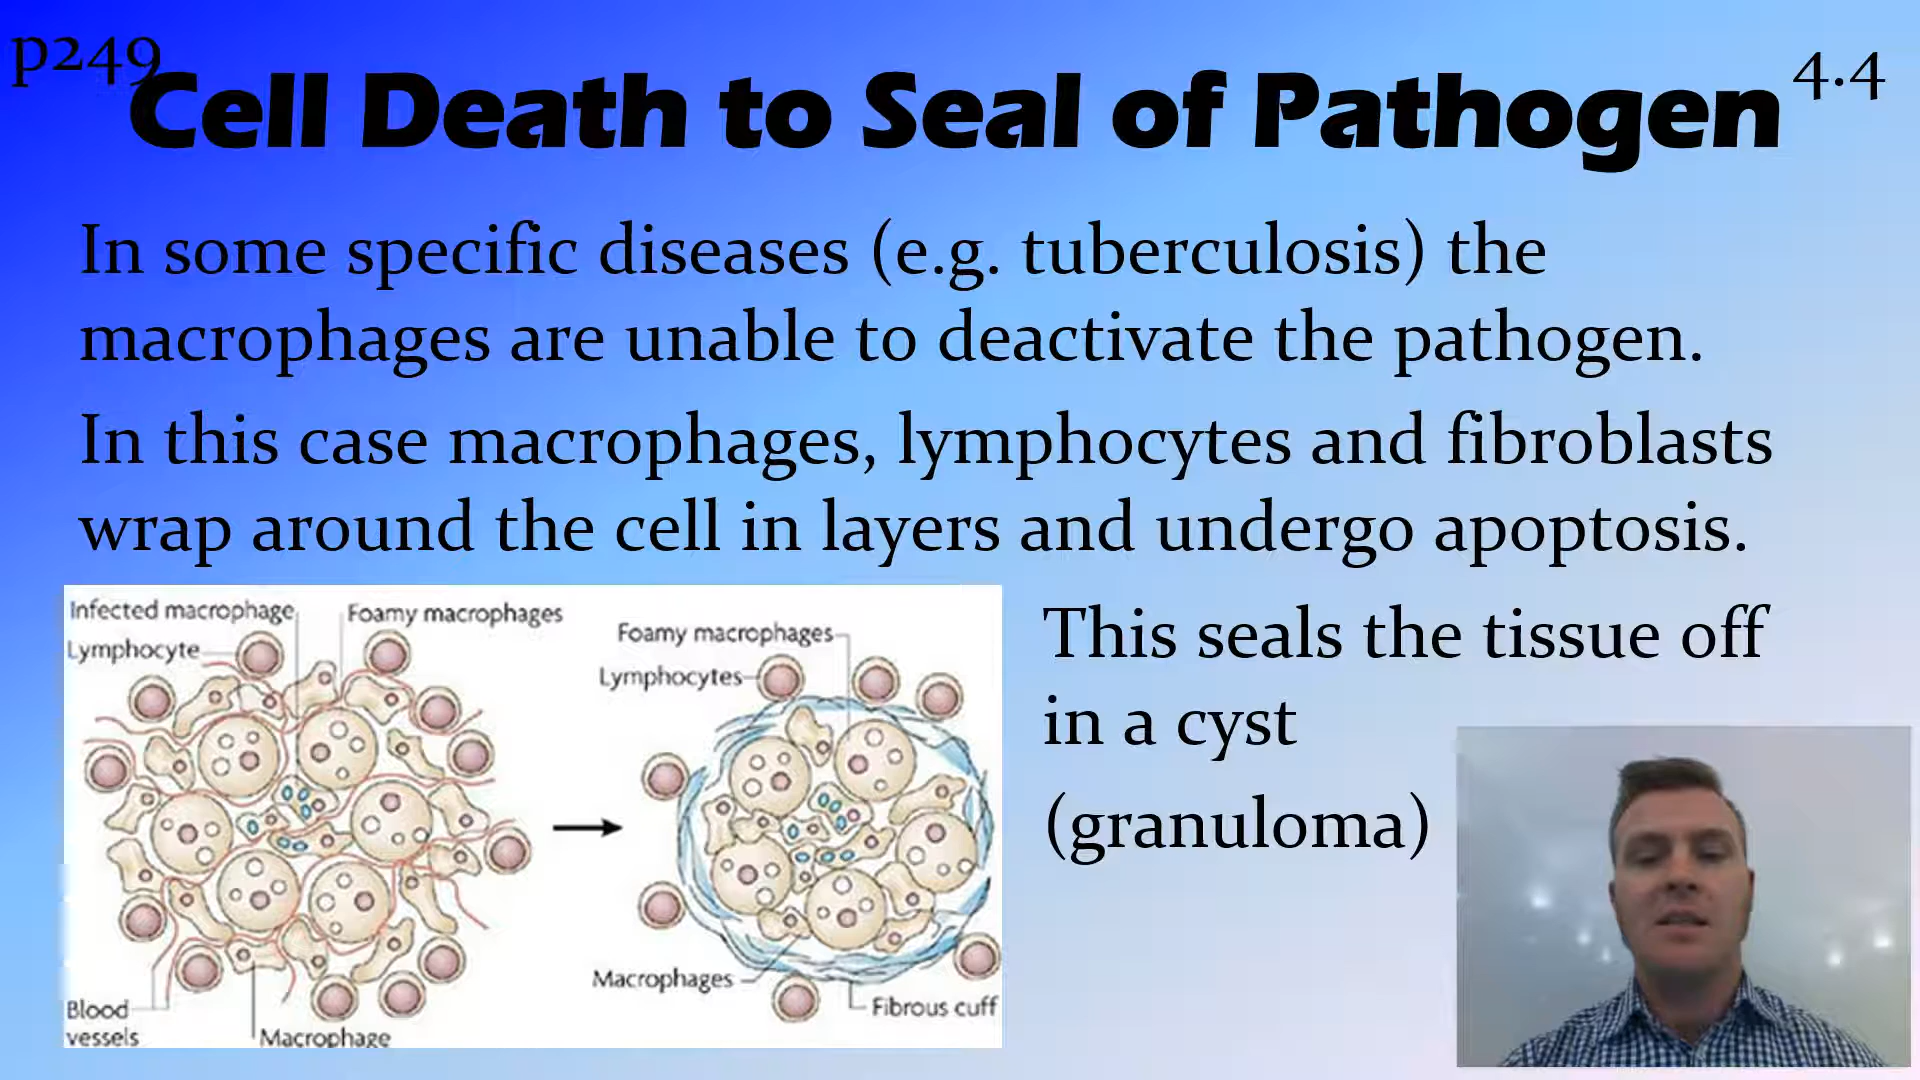 p249
4.4
Cell Death to Seal of Pathogen
In some specific diseases (e.g. tuberculosis) the
macrophages are unable to deactivate the pathogen.
In this case macrophages, lymphocytes and fibroblasts
wrap around the cell in layers and undergo apoptosis.
This seals the tissue off
in a cyst
(granuloma)
Infected macrophage
Foamy macrophages
Lymphocyte
Blood
vessels
Macrophage
Foamy macrophages
Lymphocytes
Macrophages
Fibrous cuff